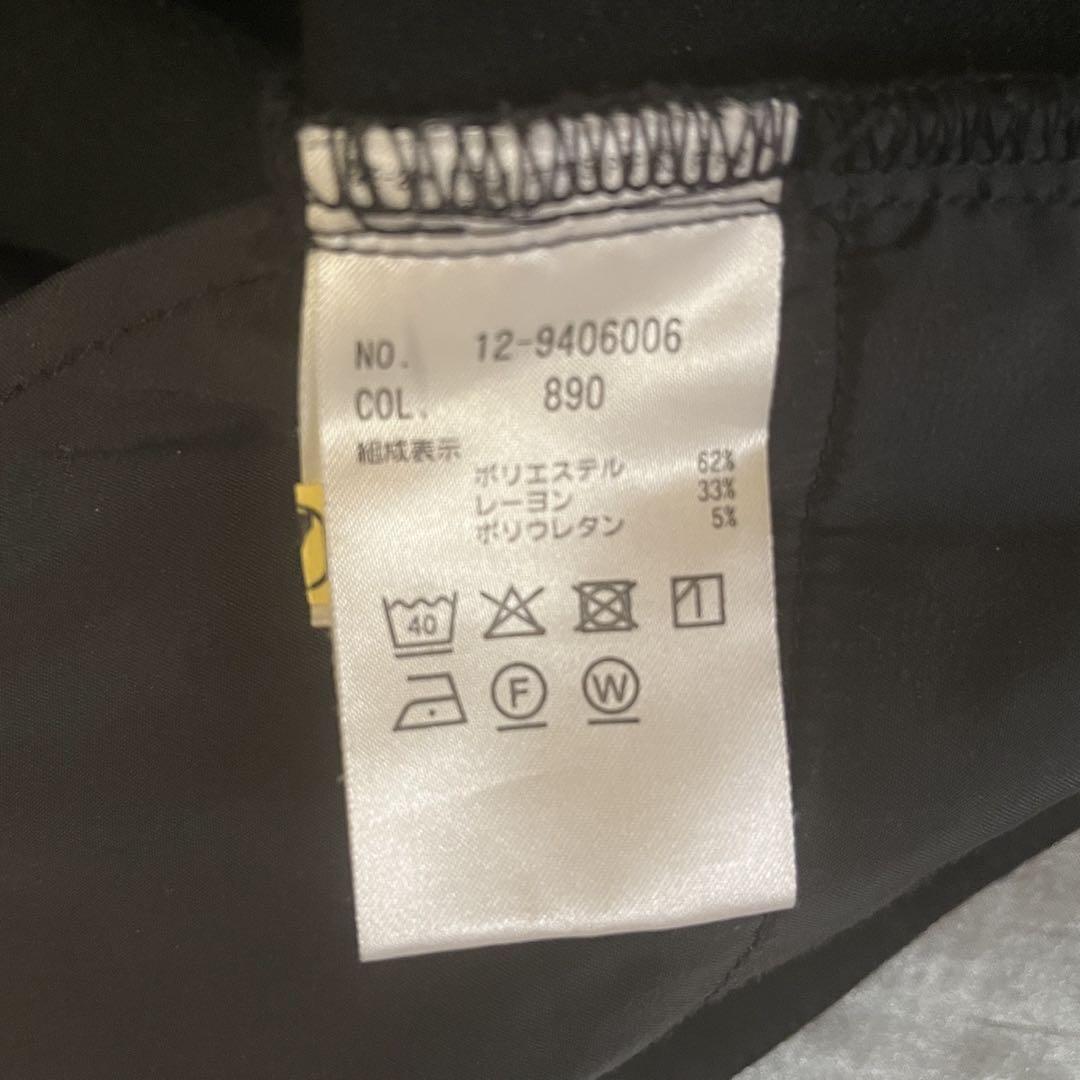 NO. 12-9406006
COL. 890
組成表示
ポリエステル 62%
レーヨン 33%
ポリウレタン 5%
40
F W